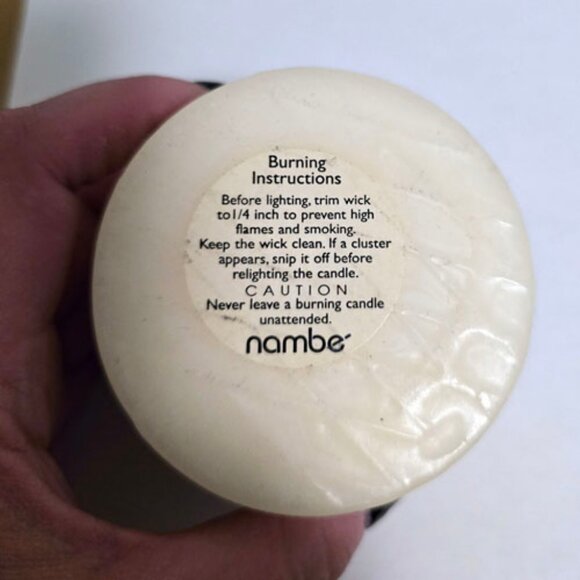 Burning
Instructions
Before lighting, trim wick
to1/4 inch to prevent high
flames and smoking.
Keep the wick clean. If a cluster
appears, snip it off before
relighting the candle.
CAUTION
Never leave a burning candle
unattended.
nambé